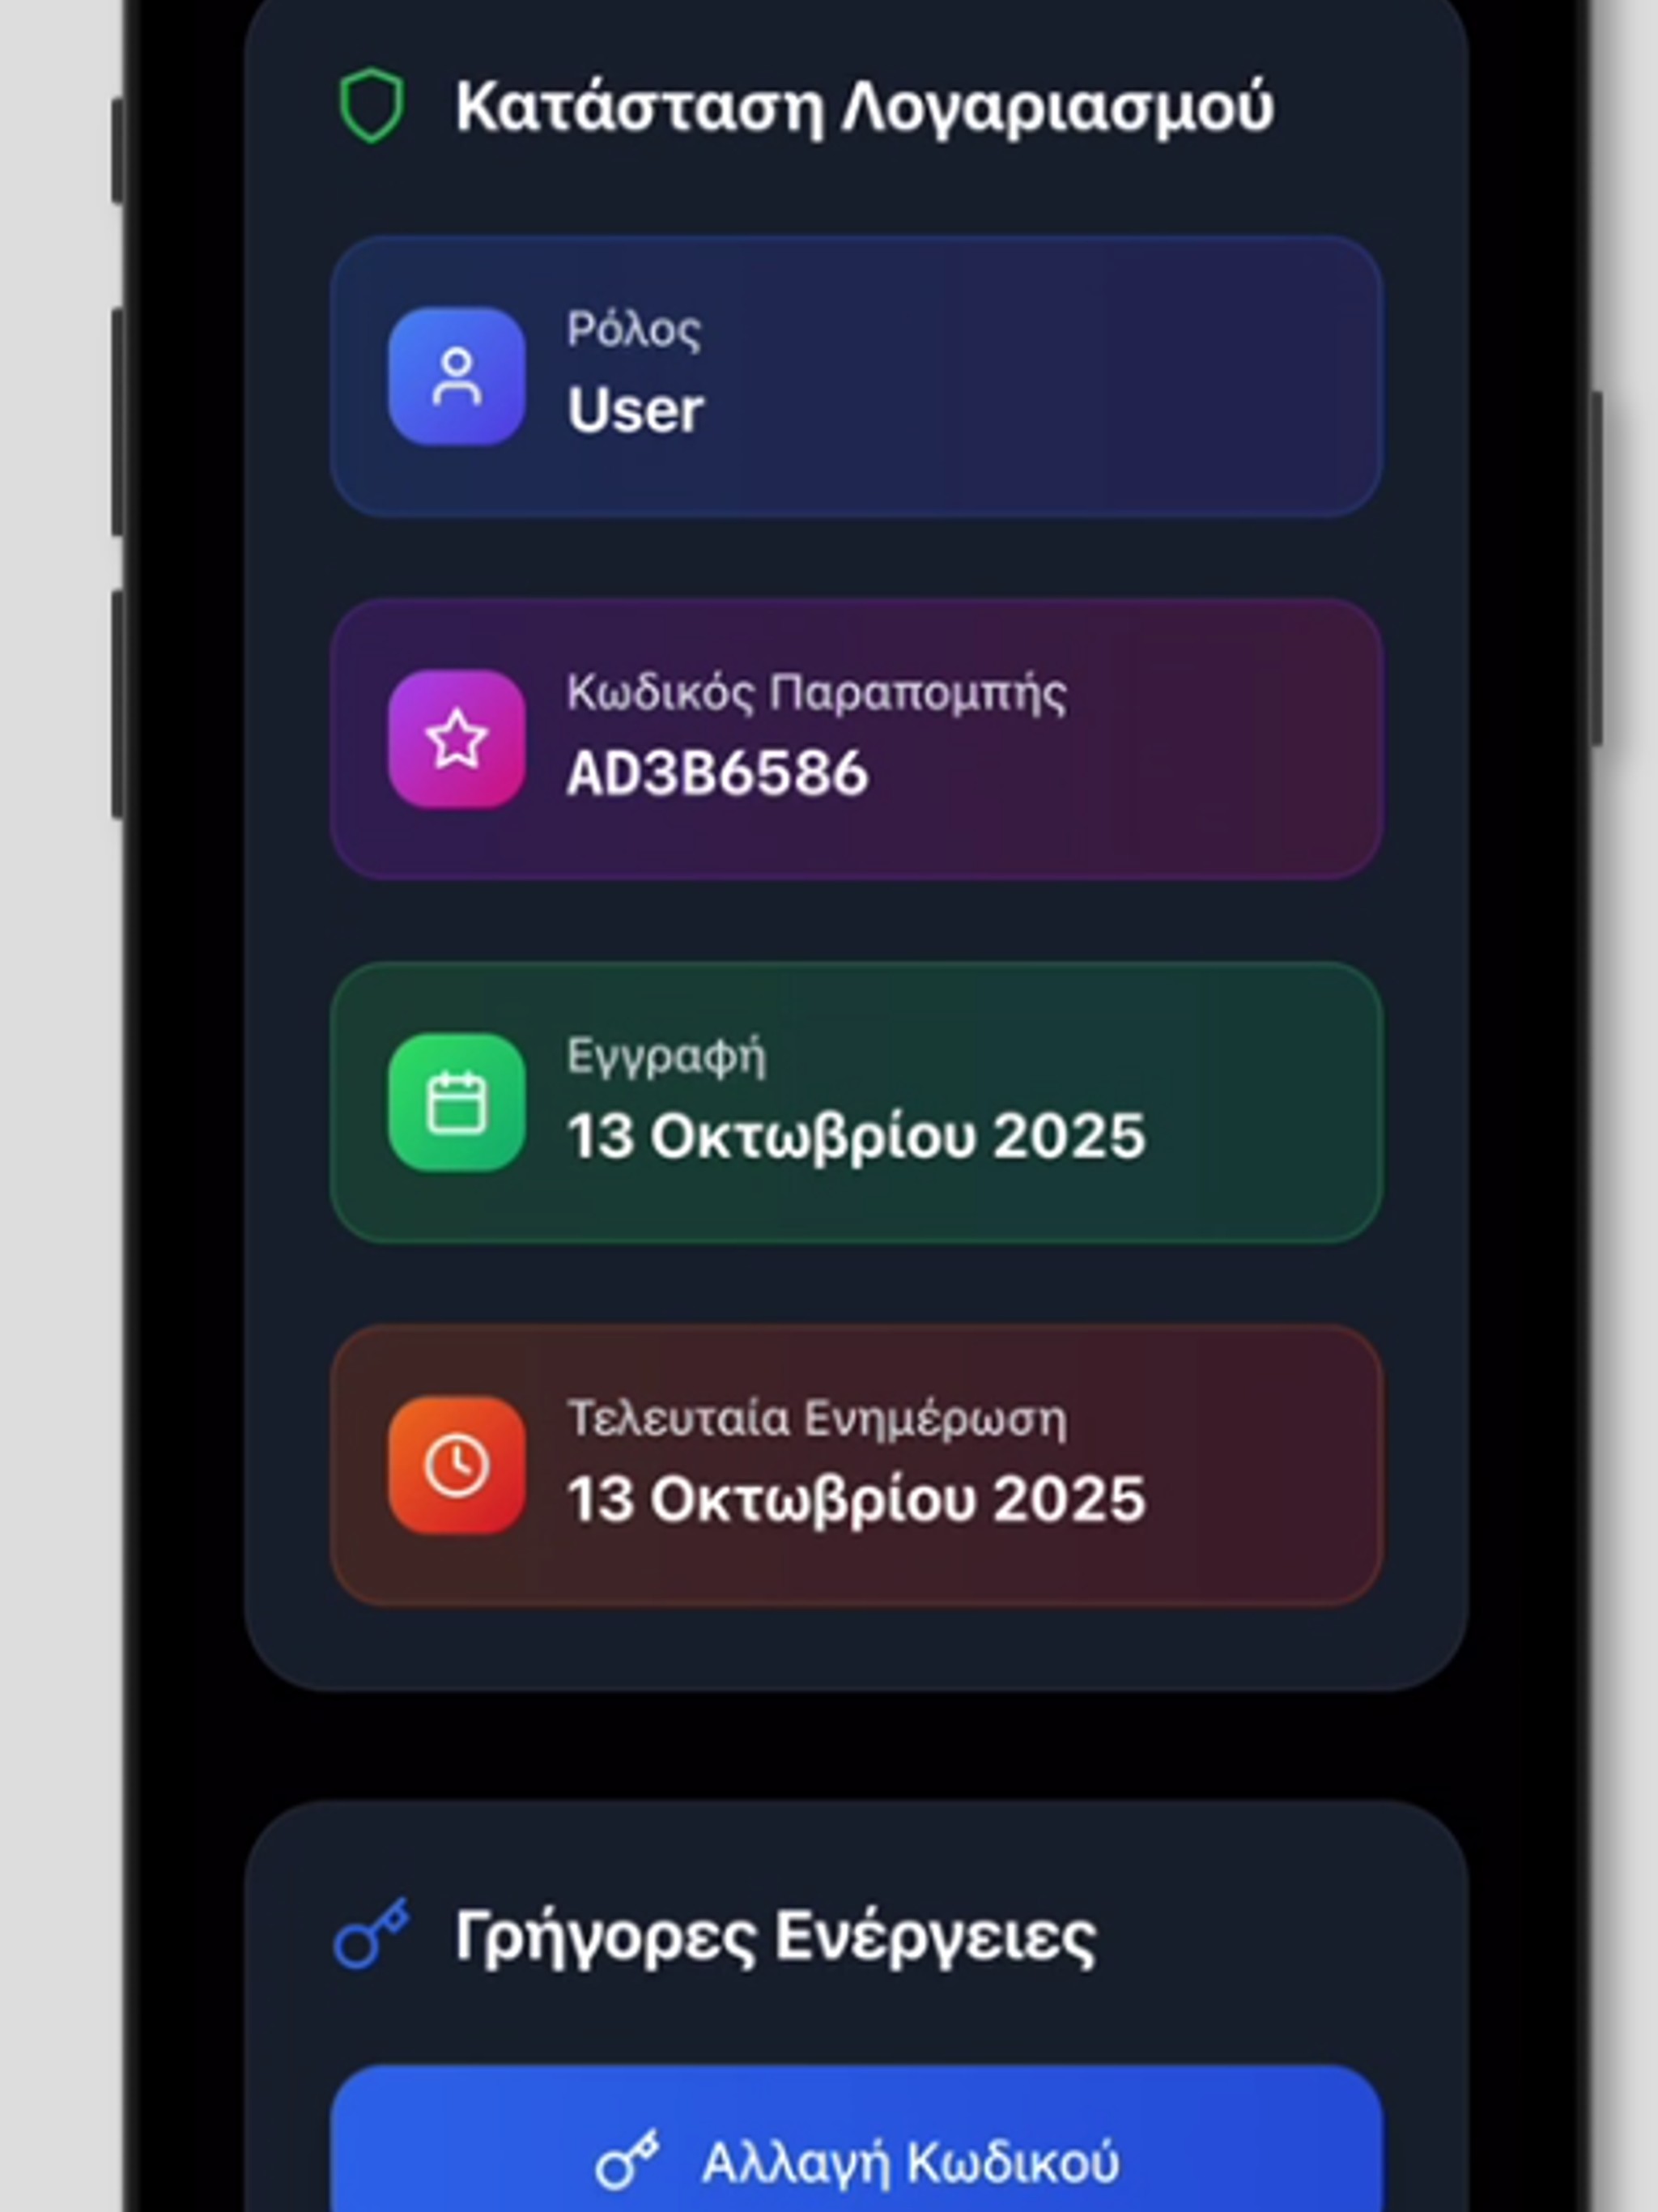 Κατάσταση Λογαριασμού
Ρόλος
User
Κωδικός Παραπομπής
AD3B6586
Εγγραφή
13 Οκτωβρίου 2025
Τελευταία Ενημέρωση
13 Οκτωβρίου 2025
Γρήγορες Ενέργειες
Αλλαγή Κωδικού